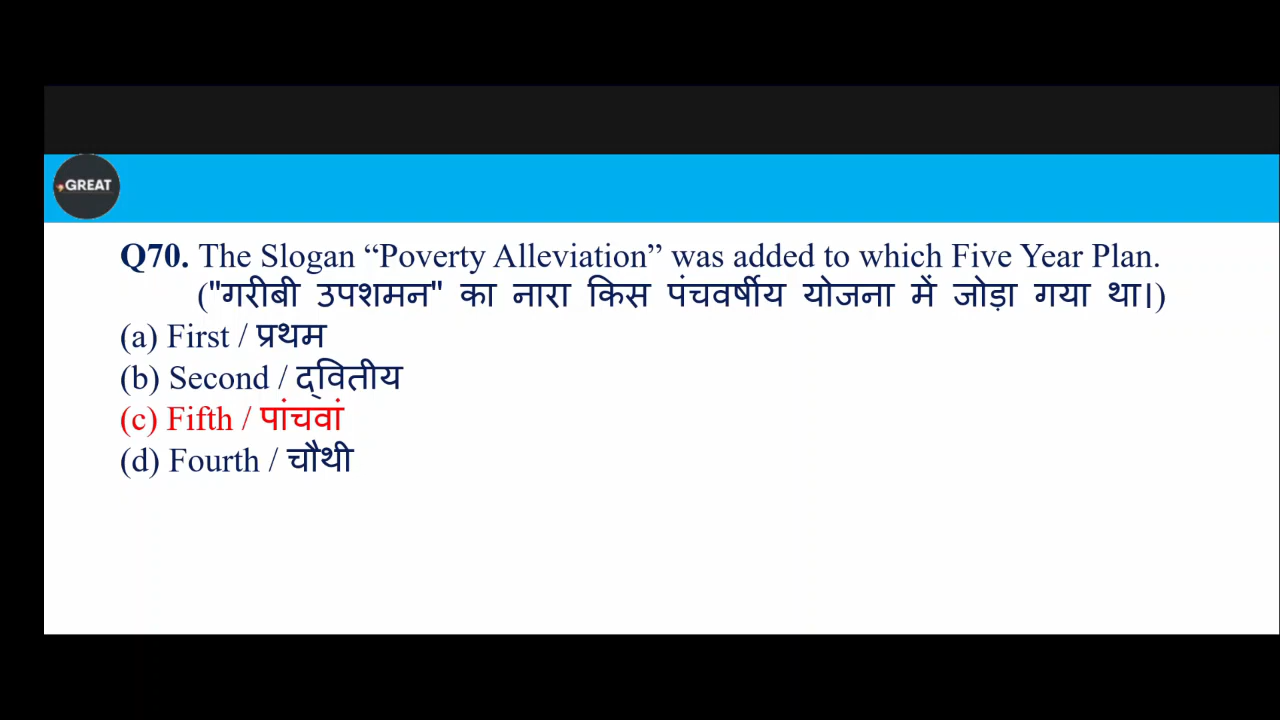 GREAT
Q70. The Slogan “Poverty Alleviation” was added to which Five Year Plan.
("गरीबी उपशमन" का नारा किस पंचवर्षीय योजना में जोड़ा गया था।)
(a) First / प्रथम
(b) Second / द्वितीय
(c) Fifth / पांचवां
(d) Fourth / चौथी